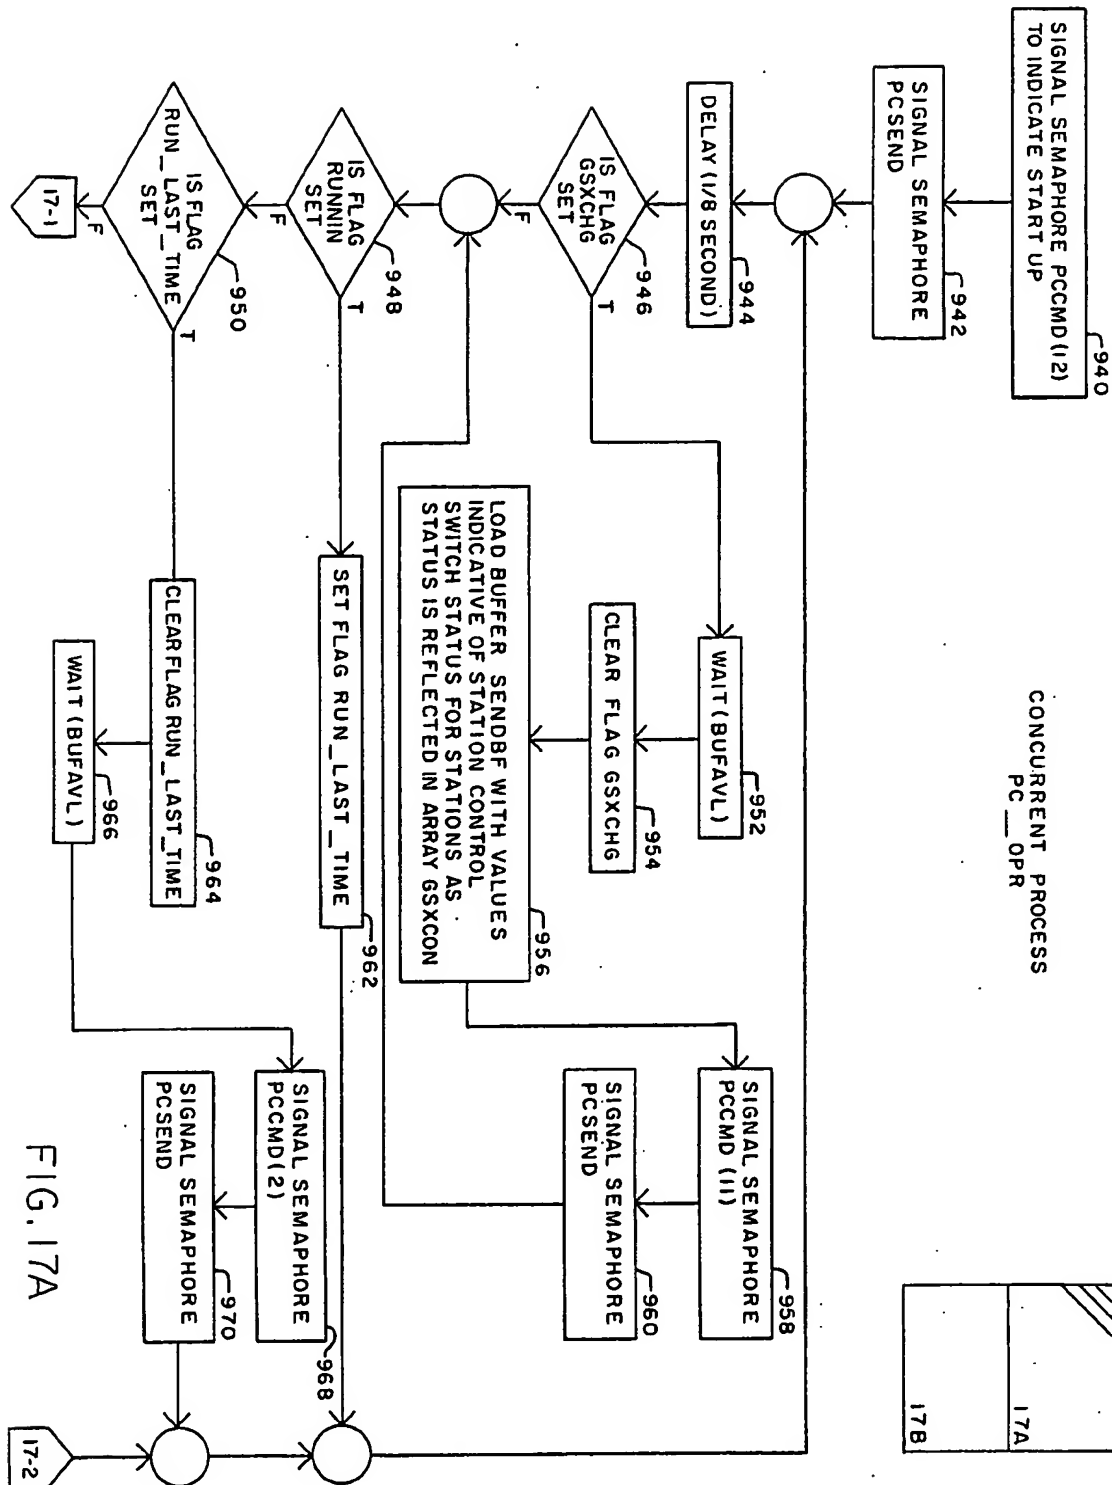 CONCURRENT PROCESS
PC__OPR
17A
17B
940
SIGNAL SEMAPHORE PCCMD(12)
TO INDICATE START UP
942
SIGNAL SEMAPHORE
PCSEND
944
DELAY (1/8 SECOND)
946
IS FLAG
GSXCHG
SET
T
F
952
WAIT (BUFAVL)
954
CLEAR FLAG GSXCHG
956
LOAD BUFFER SENDBF WITH VALUES
INDICATIVE OF STATION CONTROL
SWITCH STATUS FOR STATIONS AS
STATUS IS REFLECTED IN ARRAY GSXCON
958
SIGNAL SEMAPHORE
PCCMD (11)
960
SIGNAL SEMAPHORE
PCSEND
948
IS FLAG
RUNNIN
SET
T
F
962
SET FLAG RUN_LAST_TIME
950
IS FLAG
RUN_LAST_TIME
SET
T
F
17-1
964
CLEAR FLAG RUN_LAST_TIME
966
WAIT (BUFAVL)
968
SIGNAL SEMAPHORE
PCCMD(2)
970
SIGNAL SEMAPHORE
PCSEND
17-2
FIG.17A